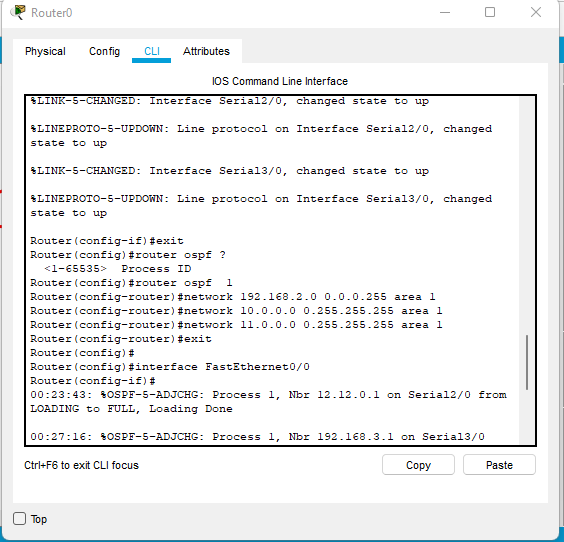 Router0
Physical Config CLI Attributes
IOS Command Line Interface
%LINK-5-CHANGED: Interface Serial2/0, changed state to up
%LINEPROTO-5-UPDOWN: Line protocol on Interface Serial2/0, changed
state to up
%LINK-5-CHANGED: Interface Serial3/0, changed state to up
%LINEPROTO-5-UPDOWN: Line protocol on Interface Serial3/0, changed
state to up
Router(config-if)#exit
Router(config)#router ospf ?
<1-65535>  Process ID
Router(config)#router ospf  1
Router(config-router)#network 192.168.2.0 0.0.0.255 area 1
Router(config-router)#network 10.0.0.0 0.255.255.255 area 1
Router(config-router)#network 11.0.0.0 0.255.255.255 area 1
Router(config-router)#exit
Router(config)#
Router(config)#interface FastEthernet0/0
Router(config-if)#
00:23:43: %OSPF-5-ADJCHG: Process 1, Nbr 12.12.0.1 on Serial2/0 from
LOADING to FULL, Loading Done
00:27:16: %OSPF-5-ADJCHG: Process 1, Nbr 192.168.3.1 on Serial3/0
Ctrl+F6 to exit CLI focus
Copy
Paste
Top